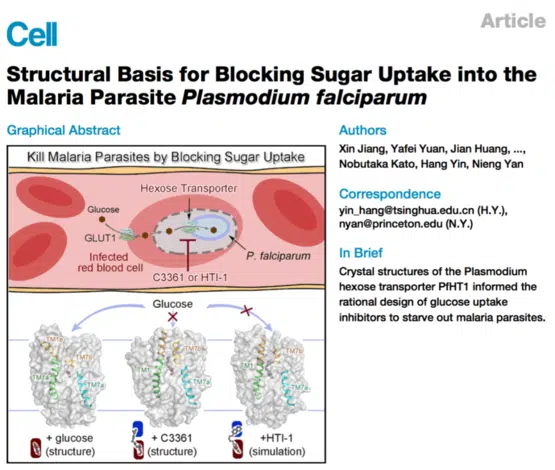 Article
Cell
Structural Basis for Blocking Sugar Uptake into the
Malaria Parasite Plasmodium falciparum
Graphical Abstract
Kill Malaria Parasites by Blocking Sugar Uptake
Hexose Transporter
Glucose
GLUT1
Infected
red blood cell
P. falciparum
C3361 or HTI-1
Glucose
TM7b
TM1
TM7a
TM7b
TM1
TM7a
TM7b
TM7a
+ glucose
(structure)
+ C3361
(structure)
+HTI-1
(simulation)
Authors
Xin Jiang, Yafei Yuan, Jian Huang, ...,
Nobutaka Kato, Hang Yin, Nieng Yan
Correspondence
yin_hang@tsinghua.edu.cn (H.Y.),
nyan@princeton.edu (N.Y.)
In Brief
Crystal structures of the Plasmodium
hexose transporter PfHT1 informed the
rational design of glucose uptake
inhibitors to starve out malaria parasites.